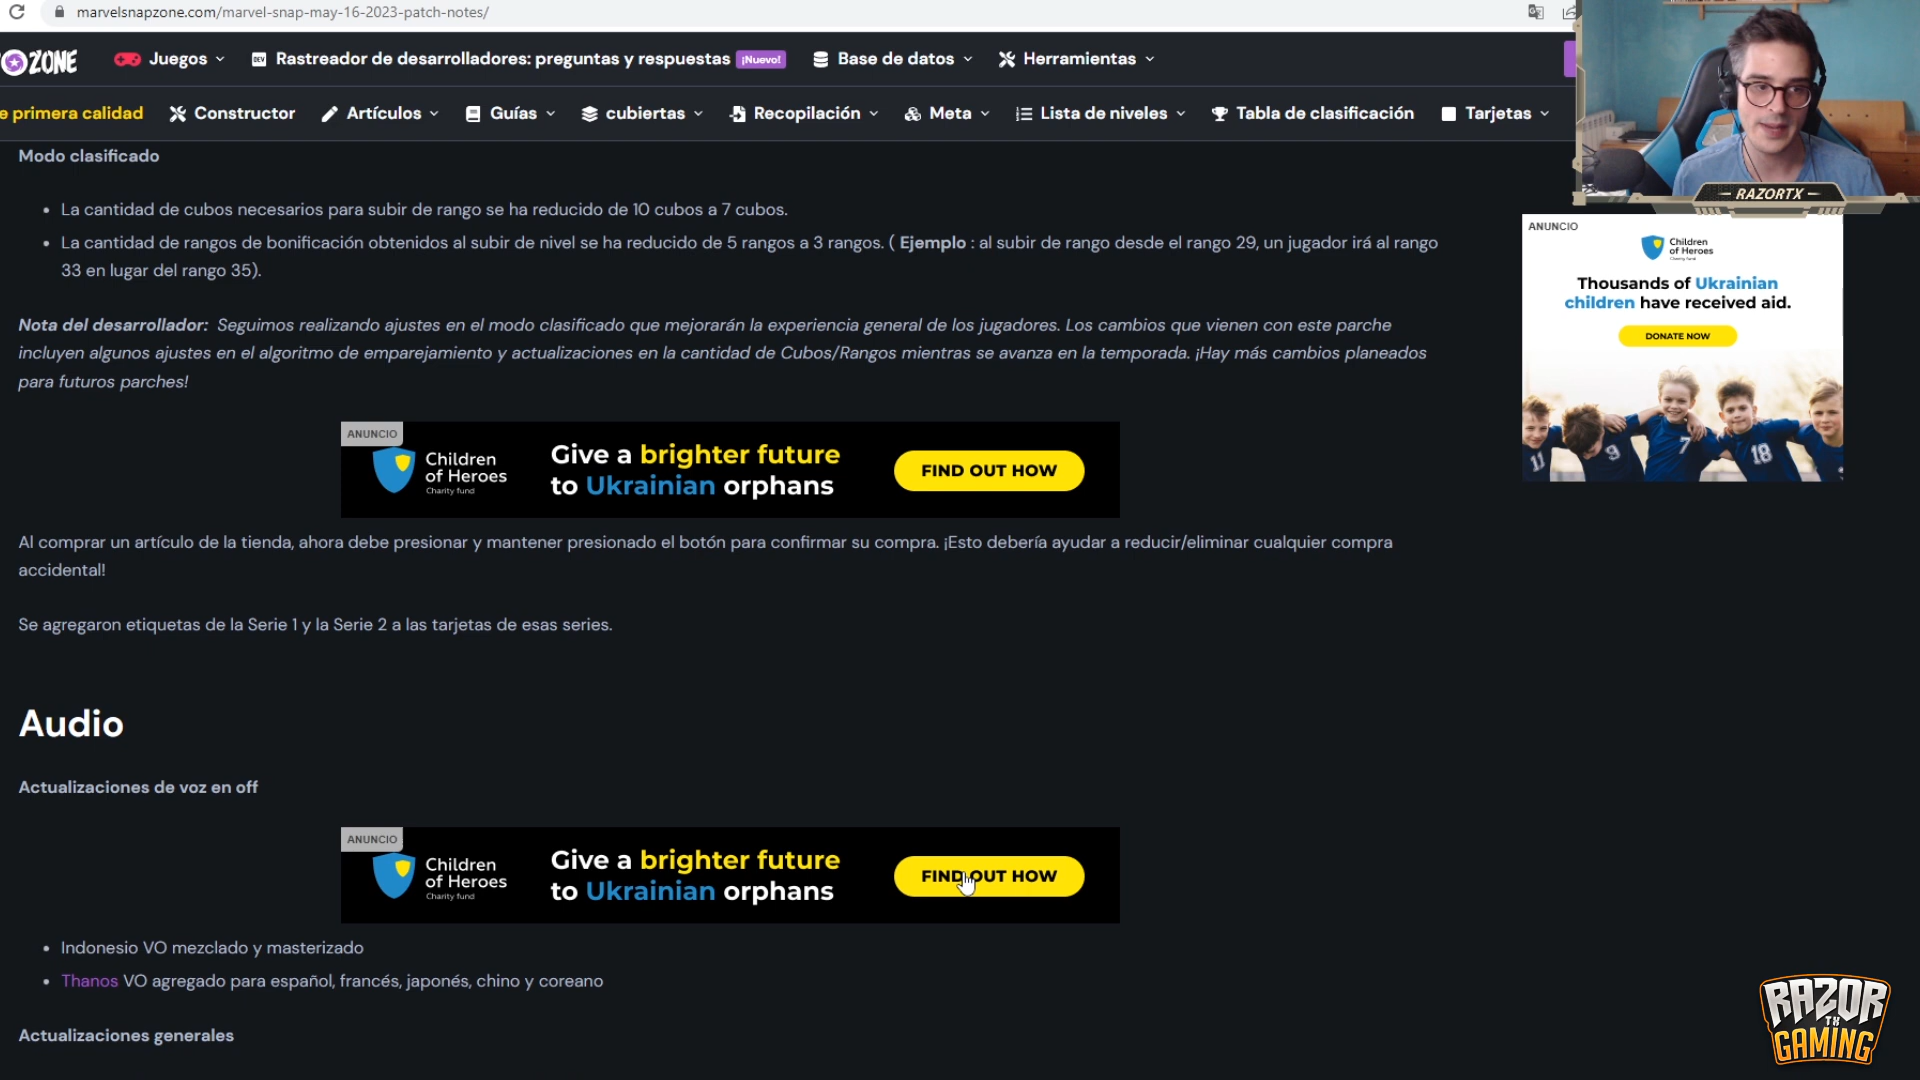 marvelsnapzone.com/marvel-snap-may-16-2023-patch-notes/
ZONE
Juegos
Rastreador de desarrolladores: preguntas y respuestas ¡Nuevo!
Base de datos
Herramientas
e primera calidad
Constructor
Artículos
Guías
cubiertas
Recopilación
Meta
Lista de niveles
Tabla de clasificación
Tarjetas
RAZORTX
Modo clasificado
• La cantidad de cubos necesarios para subir de rango se ha reducido de 10 cubos a 7 cubos.
• La cantidad de rangos de bonificación obtenidos al subir de nivel se ha reducido de 5 rangos a 3 rangos. ( Ejemplo : al subir de rango desde el rango 29, un jugador irá al rango
33 en lugar del rango 35).
Nota del desarrollador: Seguimos realizando ajustes en el modo clasificado que mejorarán la experiencia general de los jugadores. Los cambios que vienen con este parche
incluyen algunos ajustes en el algoritmo de emparejamiento y actualizaciones en la cantidad de Cubos/Rangos mientras se avanza en la temporada. ¡Hay más cambios planeados
para futuros parches!
ANUNCIO
Children
of Heroes
Charity fund
Thousands of Ukrainian
children have received aid.
DONATE NOW
11
9
7
18
ANUNCIO
Children
of Heroes
Charity fund
Give a brighter future
to Ukrainian orphans
FIND OUT HOW
Al comprar un artículo de la tienda, ahora debe presionar y mantener presionado el botón para confirmar su compra. ¡Esto debería ayudar a reducir/eliminar cualquier compra
accidental!
Se agregaron etiquetas de la Serie 1 y la Serie 2 a las tarjetas de esas series.
Audio
Actualizaciones de voz en off
ANUNCIO
Children
of Heroes
Charity fund
Give a brighter future
to Ukrainian orphans
FIND OUT HOW
• Indonesio VO mezclado y masterizado
• Thanos VO agregado para español, francés, japonés, chino y coreano
Actualizaciones generales
RAZOR
TX
GAMING